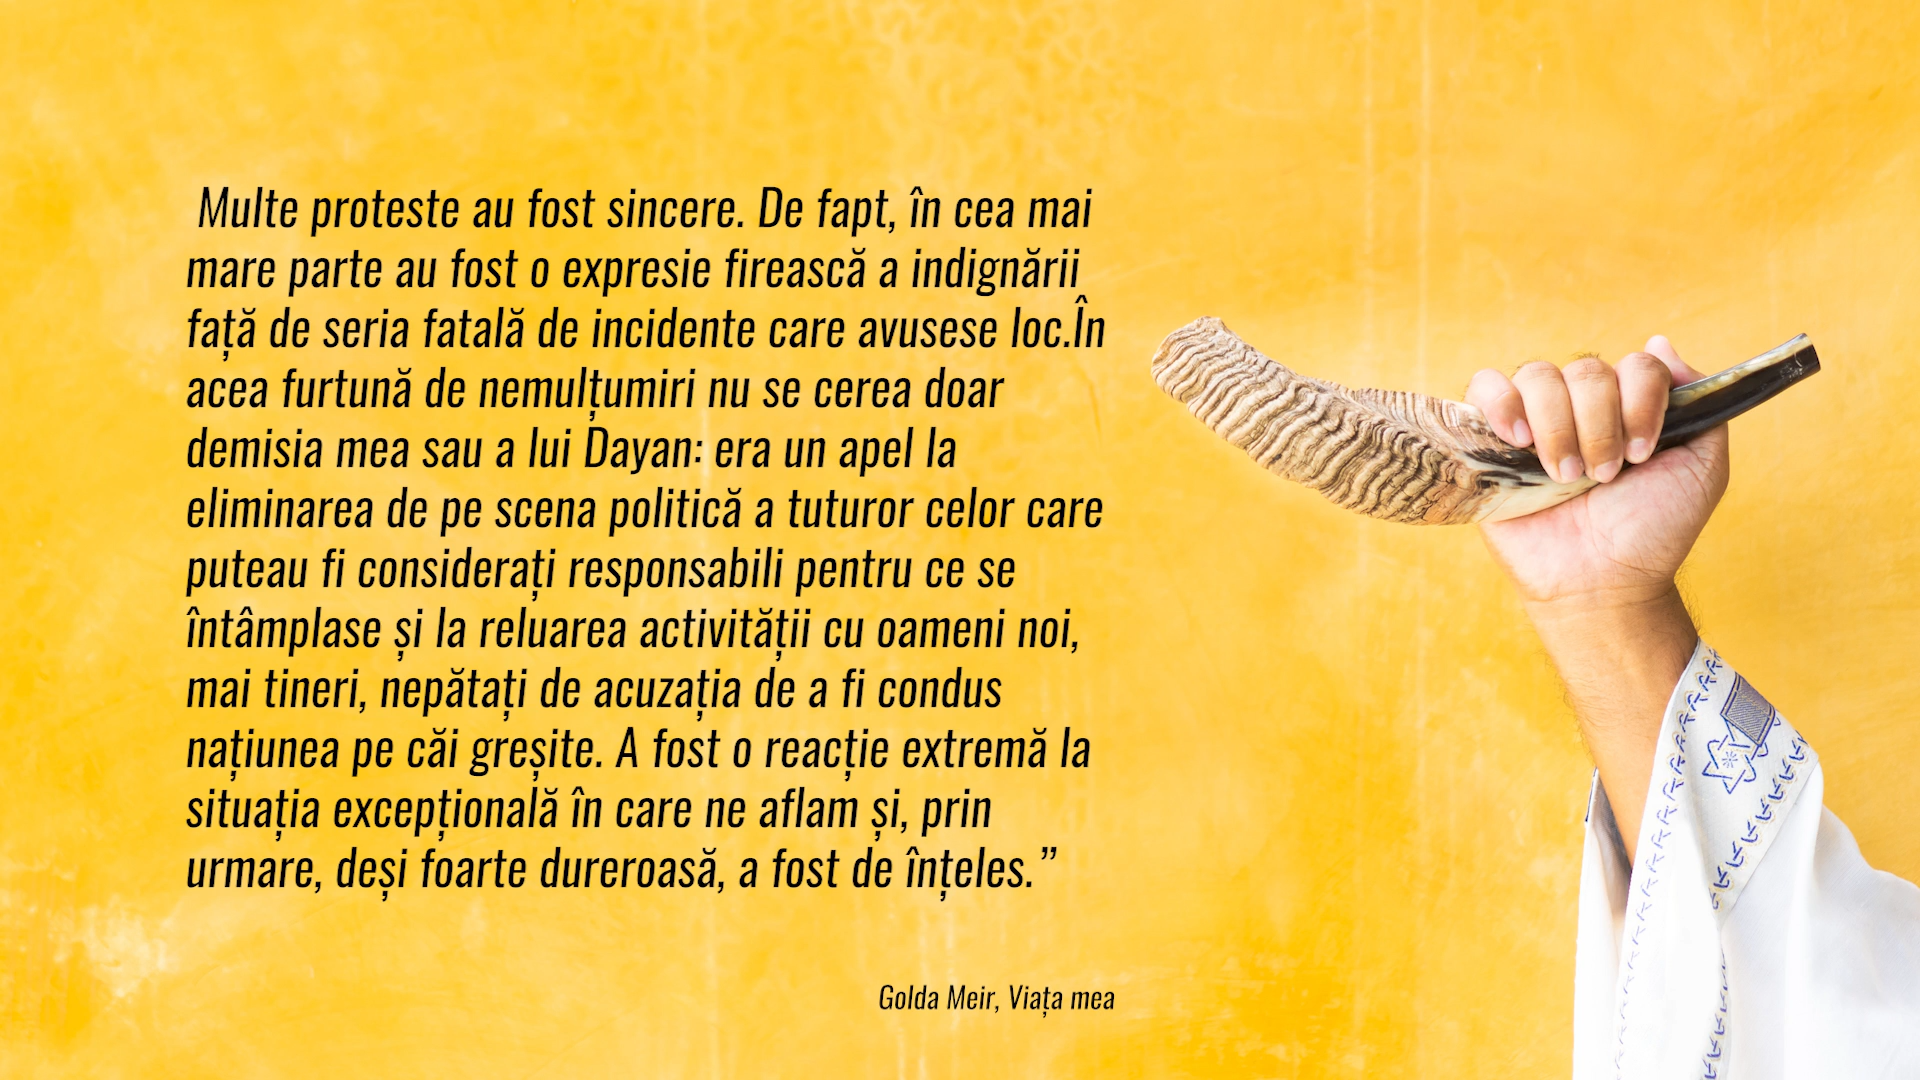 Multe proteste au fost sincere. De fapt, în cea mai
mare parte au fost o expresie firească a indignării
față de seria fatală de incidente care avusese loc.În
acea furtună de nemulțumiri nu se cerea doar
demisia mea sau a lui Dayan: era un apel la
eliminarea de pe scena politică a tuturor celor care
puteau fi considerați responsabili pentru ce se
întâmplase și la reluarea activității cu oameni noi,
mai tineri, nepătați de acuzația de a fi condus
națiunea pe căi greșite. A fost o reacție extremă la
situația excepțională în care ne aflam și, prin
urmare, deși foarte dureroasă, a fost de înțeles.”
Golda Meir, Viața mea